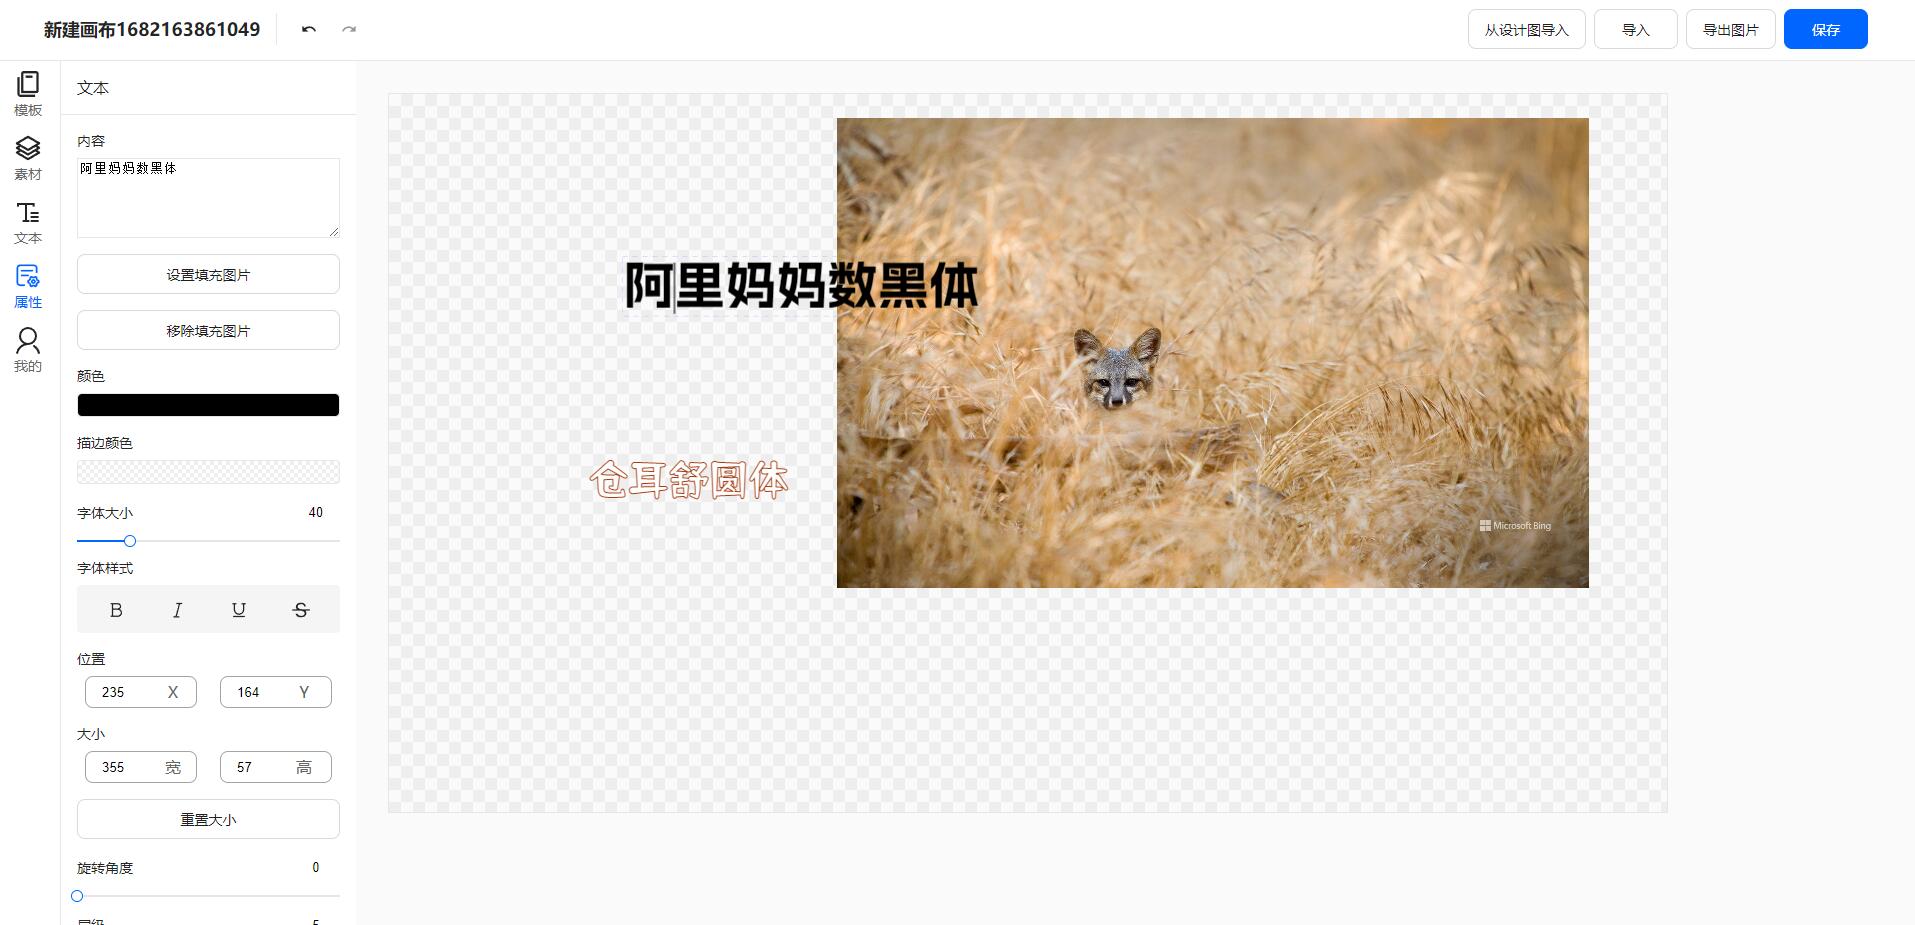 新建画布1682163861049
从设计图导入
导入
导出图片
保存
模板
素材
文本
属性
我的
文本
内容
阿里妈妈数黑体
设置填充图片
移除填充图片
颜色
描边颜色
字体大小 40
字体样式
B I U S
位置
235 X 164 Y
大小
355 宽 57 高
重置大小
旋转角度 0
层级 5
阿里妈妈数黑体
仓耳舒圆体
Microsoft Bing